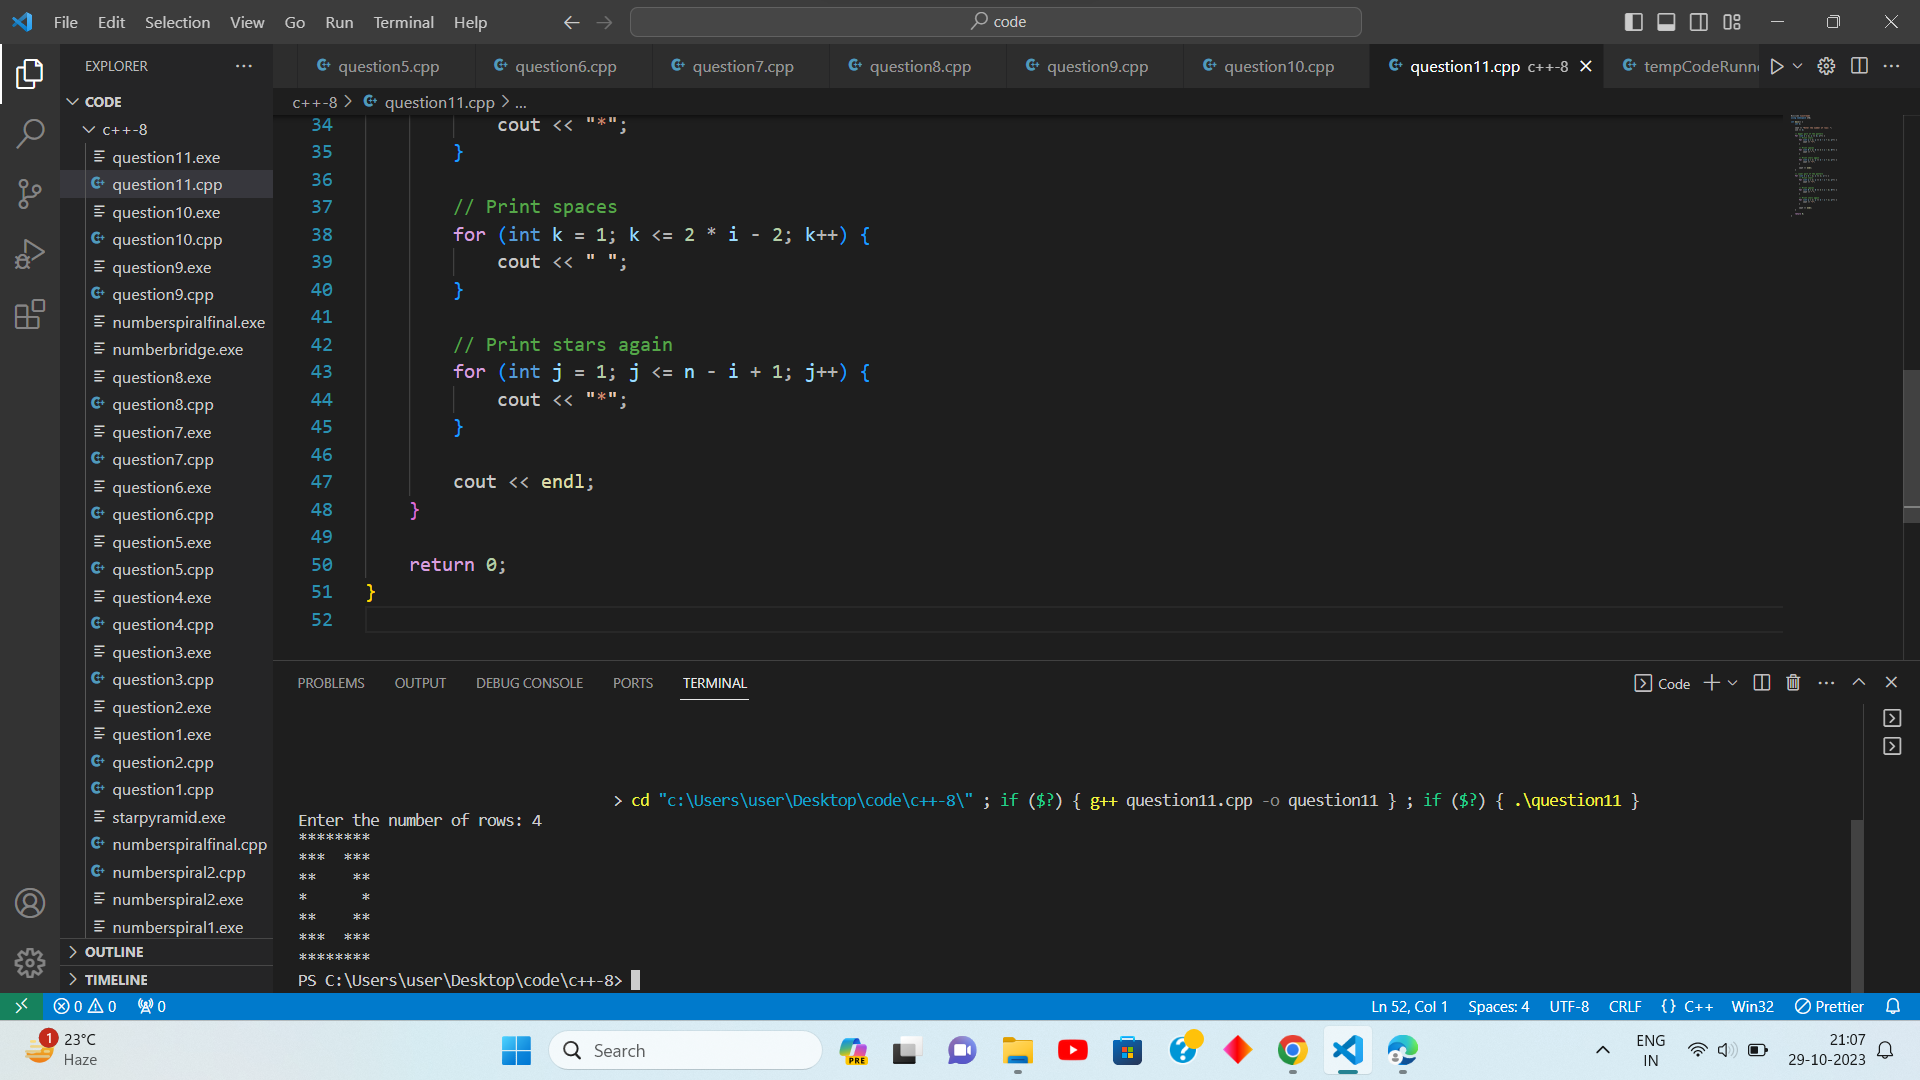 File Edit Selection View Go Run Terminal Help
code
EXPLORER
question5.cpp question6.cpp question7.cpp question8.cpp question9.cpp question10.cpp question11.cpp c++-8 tempCodeRunn
c++-8 > question11.cpp > ...
CODE
c++-8
question11.exe
question11.cpp
question10.exe
question10.cpp
question9.exe
question9.cpp
numberspiralfinal.exe
numberbridge.exe
question8.exe
question8.cpp
question7.exe
question7.cpp
question6.exe
question6.cpp
question5.exe
question5.cpp
question4.exe
question4.cpp
question3.exe
question3.cpp
question2.exe
question1.exe
question2.cpp
question1.cpp
starpyramid.exe
numberspiralfinal.cpp
numberspiral2.cpp
numberspiral2.exe
numberspiral1.exe
OUTLINE
TIMELINE
34 cout << "*";
35 }
36
37 // Print spaces
38 for (int k = 1; k <= 2 * i - 2; k++) {
39 cout << " ";
40 }
41
42 // Print stars again
43 for (int j = 1; j <= n - i + 1; j++) {
44 cout << "*";
45 }
46
47 cout << endl;
48 }
49
50 return 0;
51 }
52
PROBLEMS OUTPUT DEBUG CONSOLE PORTS TERMINAL
Code
> cd "c:\Users\user\Desktop\code\c++-8\" ; if ($?) { g++ question11.cpp -o question11 } ; if ($?) { .\question11 }
Enter the number of rows: 4
********
***  ***
**    **
*      *
**    **
***  ***
********
PS C:\Users\user\Desktop\code\c++-8>
0 0 0
Ln 52, Col 1 Spaces: 4 UTF-8 CRLF {} C++ Win32 Prettier
1
23°C
Haze
Search
PRE
ENG
IN
21:07
29-10-2023